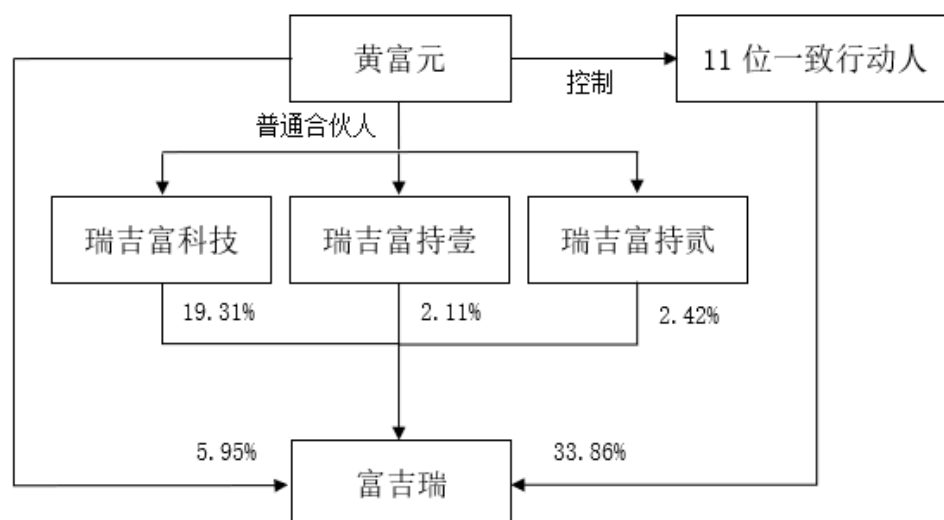 黄富元
11 位一致行动人
控制
普通合伙人
瑞吉富科技
瑞吉富持壹
瑞吉富持贰
19.31%
2.11%
2.42%
5.95%
33.86%
富吉瑞